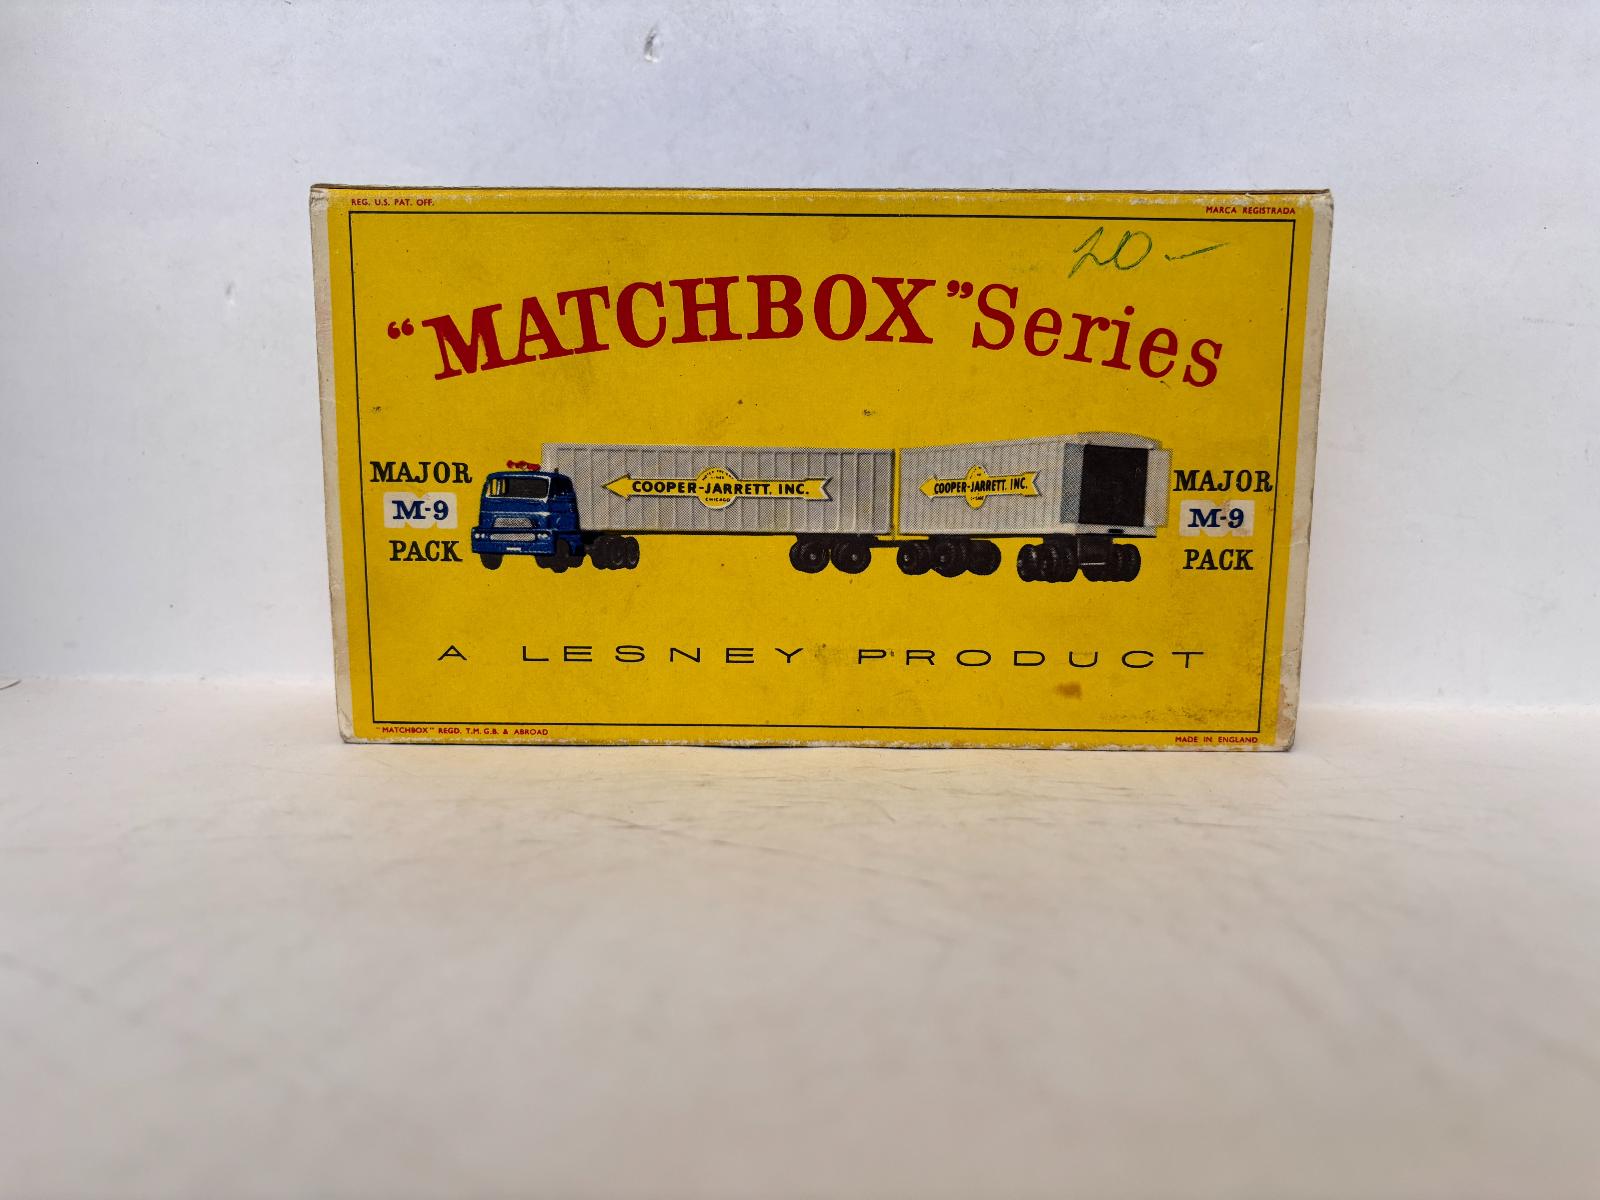 REG. U.S. PAT. OFF.
MARCA REGISTRADA
20.—
"MATCHBOX" Series
MAJOR
M-9
PACK
COOPER-JARRETT, INC.
CHICAGO
COOPER-JARRETT, INC.
MAJOR
M-9
PACK
A LESNEY PRODUCT
"MATCHBOX" REGD. T.M. G.B. & ABROAD
MADE IN ENGLAND